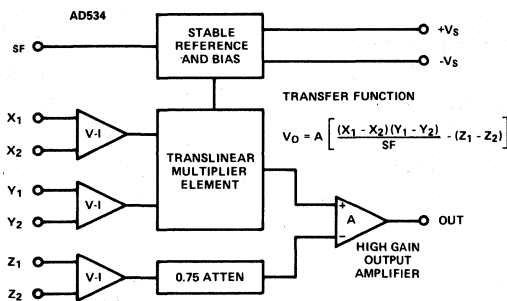 AD534
SF
STABLE
REFERENCE
AND BIAS
+VS
-VS
TRANSFER FUNCTION
VO = A [ (X1 - X2)(Y1 - Y2) / SF - (Z1 - Z2) ]
X1
X2
V-I
TRANSLINEAR
MULTIPLIER
ELEMENT
Y1
Y2
V-I
+
A
−
OUT
HIGH GAIN
OUTPUT
AMPLIFIER
Z1
Z2
V-I
0.75 ATTEN